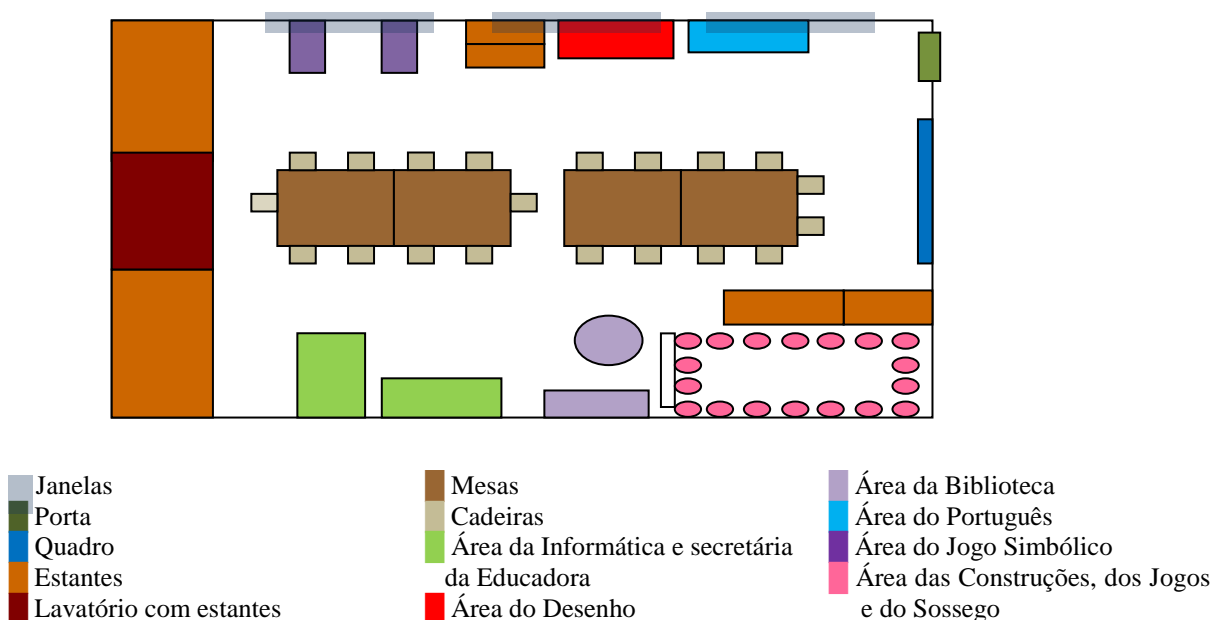 Janelas
Porta
Quadro
Estantes
Lavatório com estantes
Mesas
Cadeiras
Área da Informática e secretária
da Educadora
Área do Desenho
Área da Biblioteca
Área do Português
Área do Jogo Simbólico
Área das Construções, dos Jogos
e do Sossego